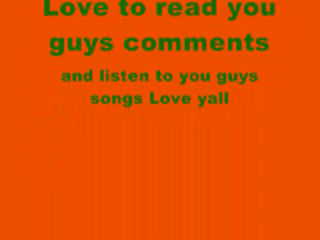 Love to read you
guys comments
and listen to you guys
songs Love yall